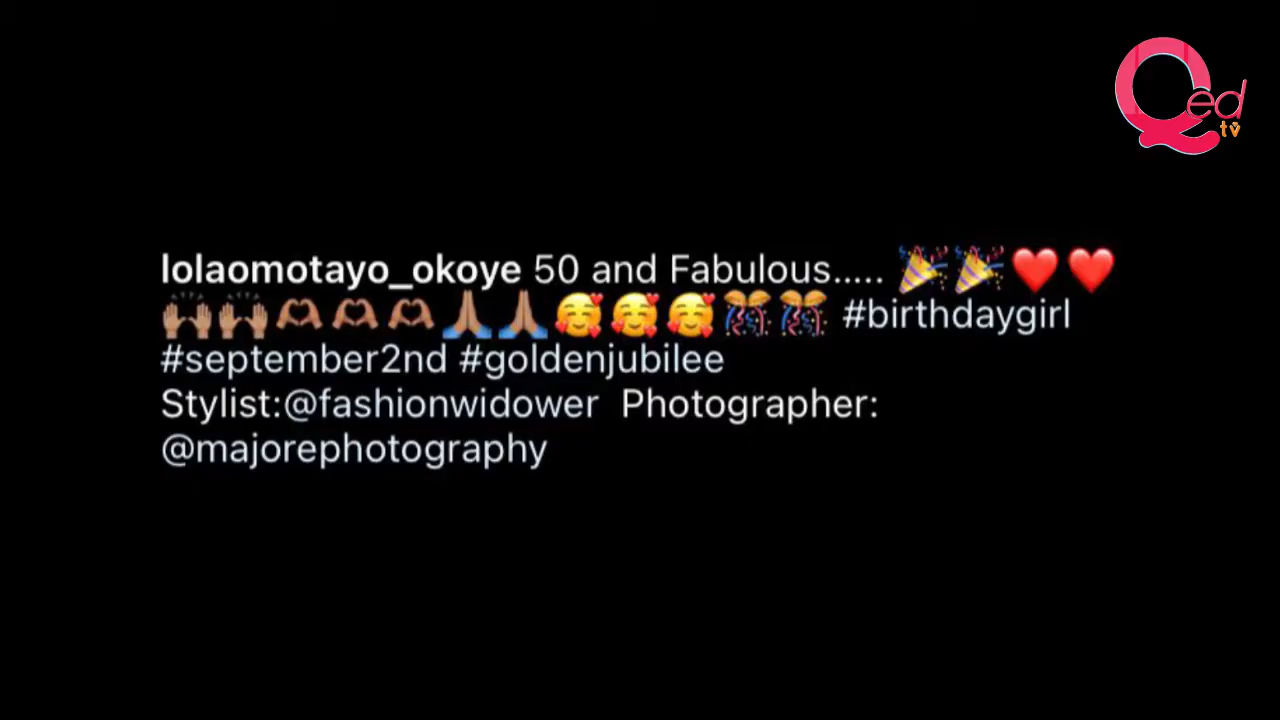 Qed
tv
lolaomotayo_okoye 50 and Fabulous..... 🎉🎉❤️❤️
🙌🏽🙌🏽🫶🏽🫶🏽🫶🏽🙏🏽🙏🏽🥰🥰🥰🎊🎊 #birthdaygirl
#september2nd #goldenjubilee
Stylist:@fashionwidower Photographer:
@majorephotography